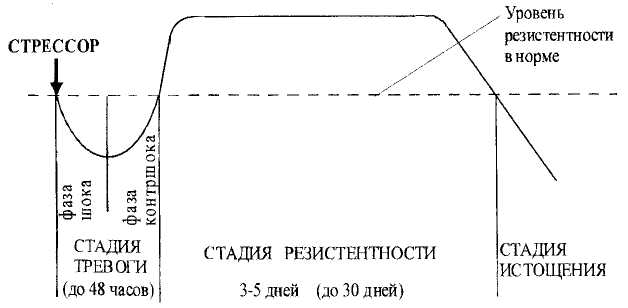 СТРЕССОР
Уровень
резистентности
в норме
фаза
шока
фаза
контршока
СТАДИЯ
ТРЕВОГИ
(до 48 часов)
СТАДИЯ РЕЗИСТЕНТНОСТИ
3-5 дней (до 30 дней)
СТАДИЯ
ИСТОЩЕНИЯ